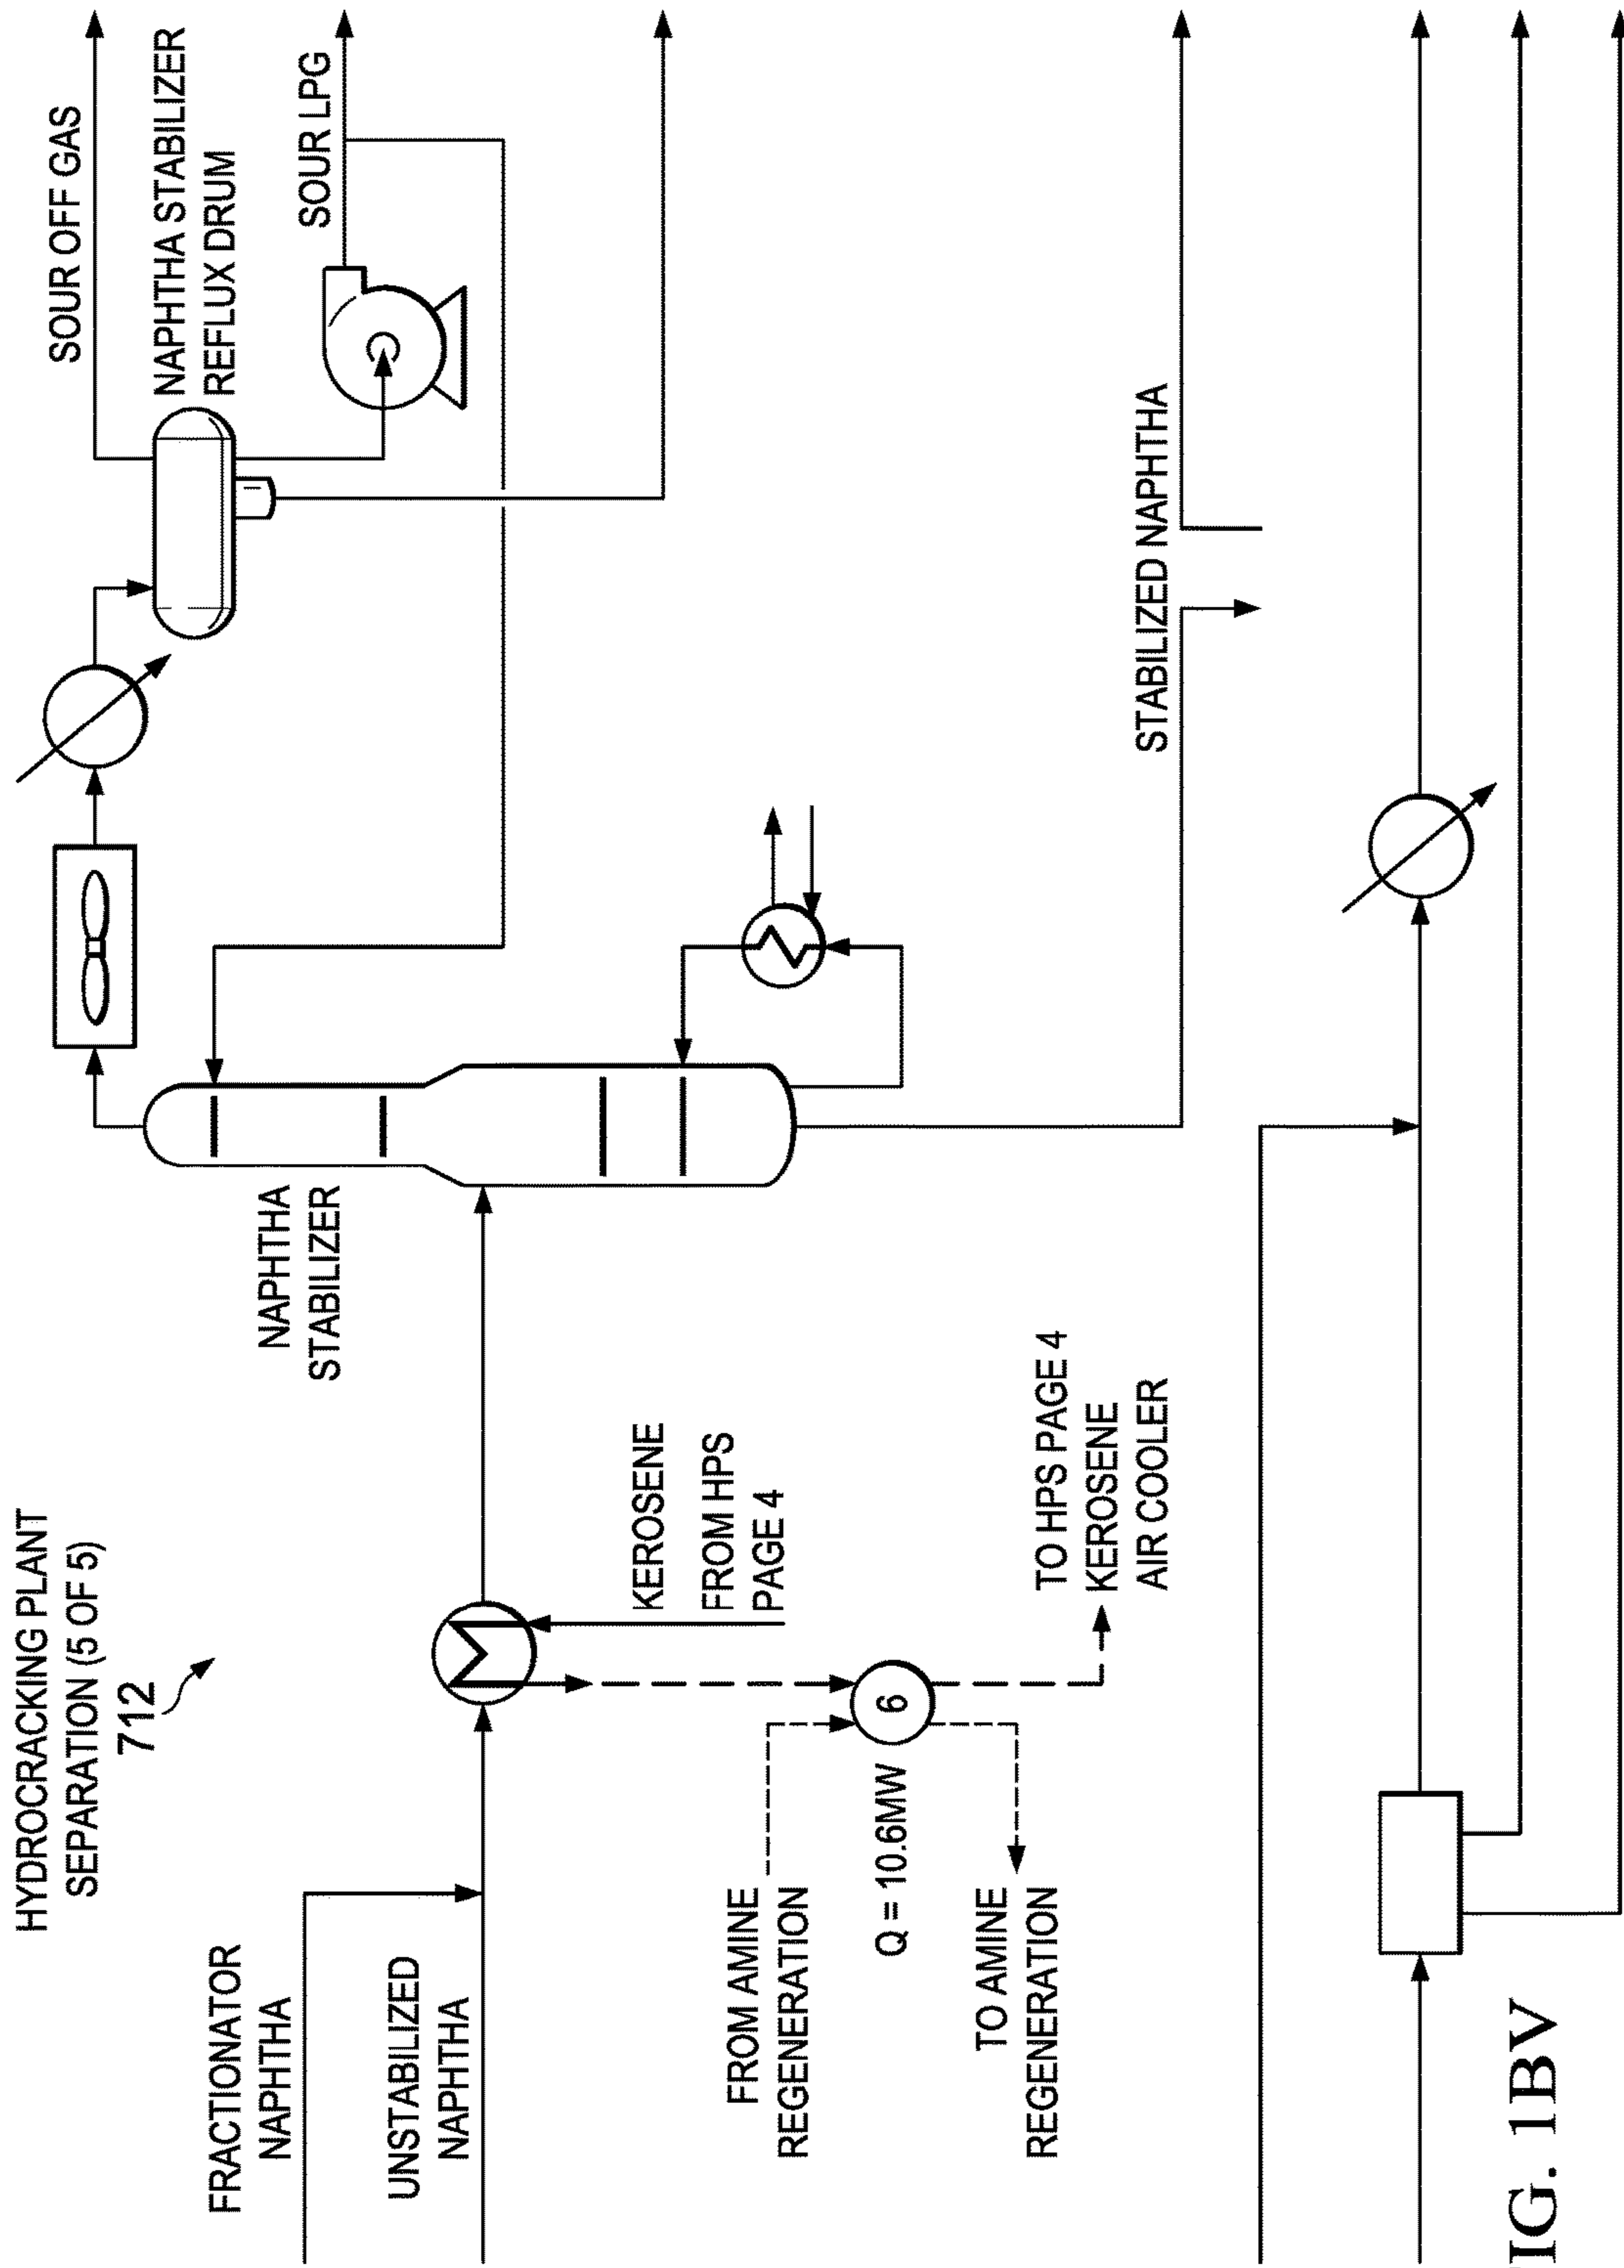 HYDROCRACKING PLANT
SEPARATION (5 OF 5)
712
FRACTIONATOR
NAPHTHA
UNSTABILIZED
NAPHTHA
NAPHTHA
STABILIZER
SOUR OFF GAS
NAPHTHA STABILIZER
REFLUX DRUM
SOUR LPG
KEROSENE
FROM HPS
PAGE 4
FROM AMINE
REGENERATION
Q = 10.6MW
6
TO AMINE
REGENERATION
TO HPS PAGE 4
KEROSENE
AIR COOLER
STABILIZED NAPHTHA
IG. 1BV